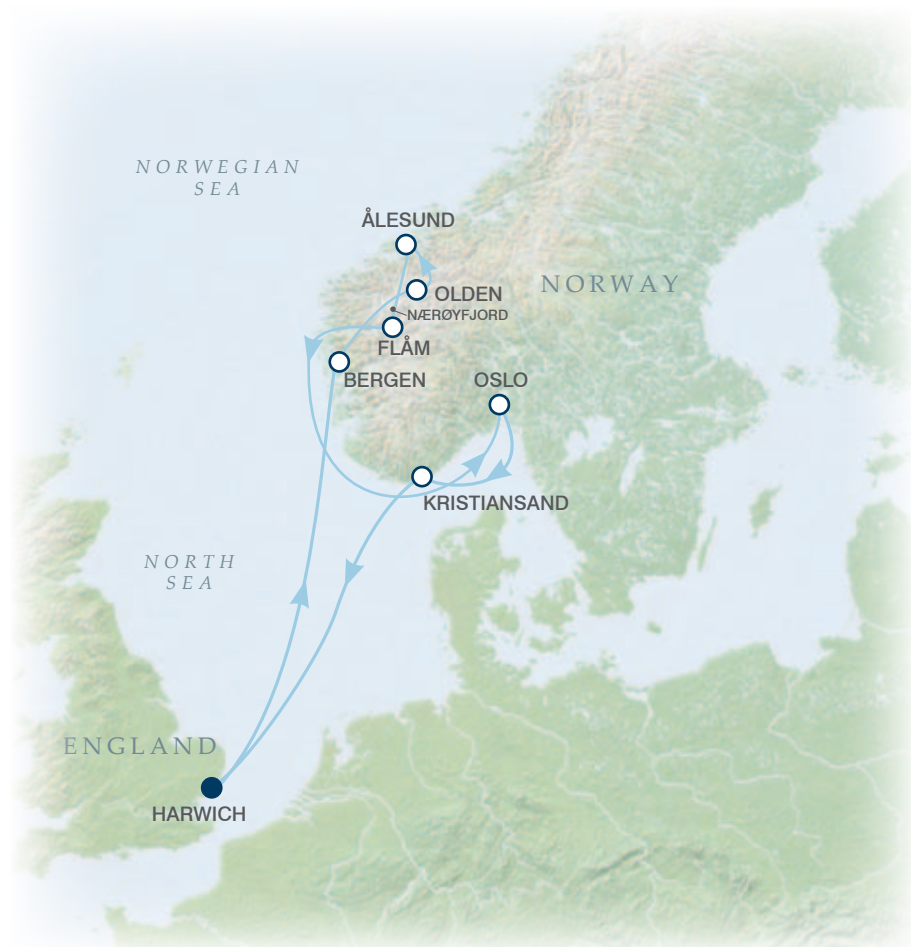 NORWEGIAN
SEA
ÅLESUND
NORWAY
OLDEN
NÆRØYFJORD
FLÅM
BERGEN
OSLO
KRISTIANSAND
NORTH
SEA
ENGLAND
HARWICH